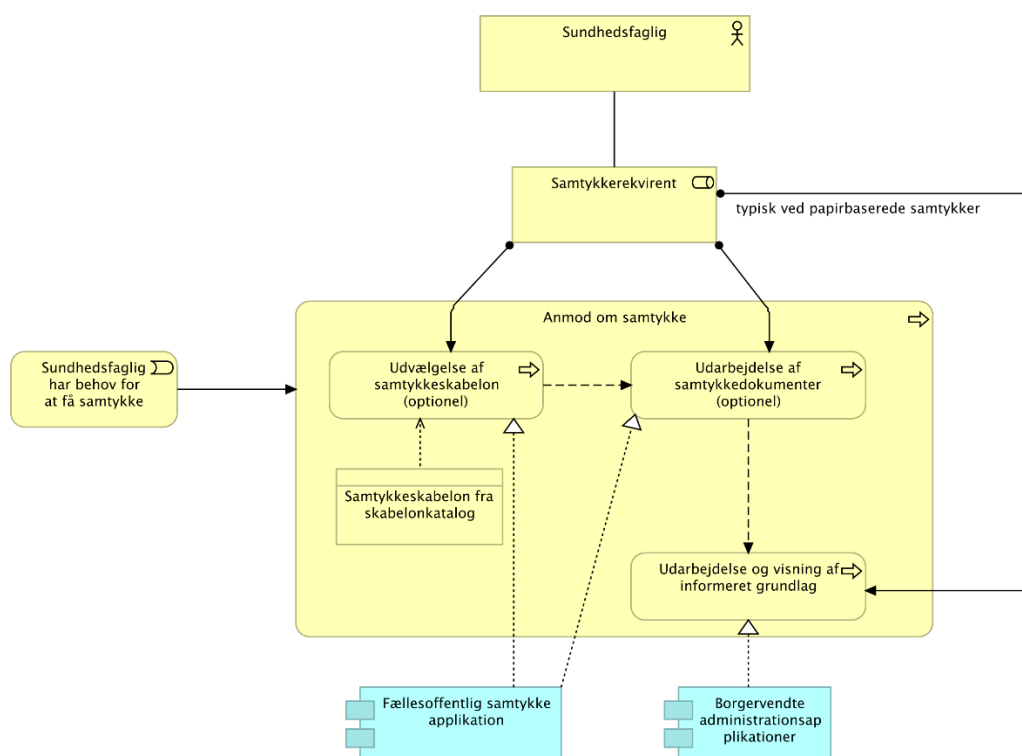 Sundhedsfaglig
Samtykkerekvirent
typisk ved papirbaserede samtykker
Anmod om samtykke
Sundhedsfaglig
har behov for
at få samtykke
Udvælgelse af
samtykkeskabelon
(optionel)
Udarbejdelse af
samtykkedokumenter
(optionel)
Samtykkeskabelon fra
skabelonkatalog
Udarbejdelse og visning af
informeret grundlag
Fællesoffentlig samtykke
applikation
Borgervendte
administrationsap
plikationer